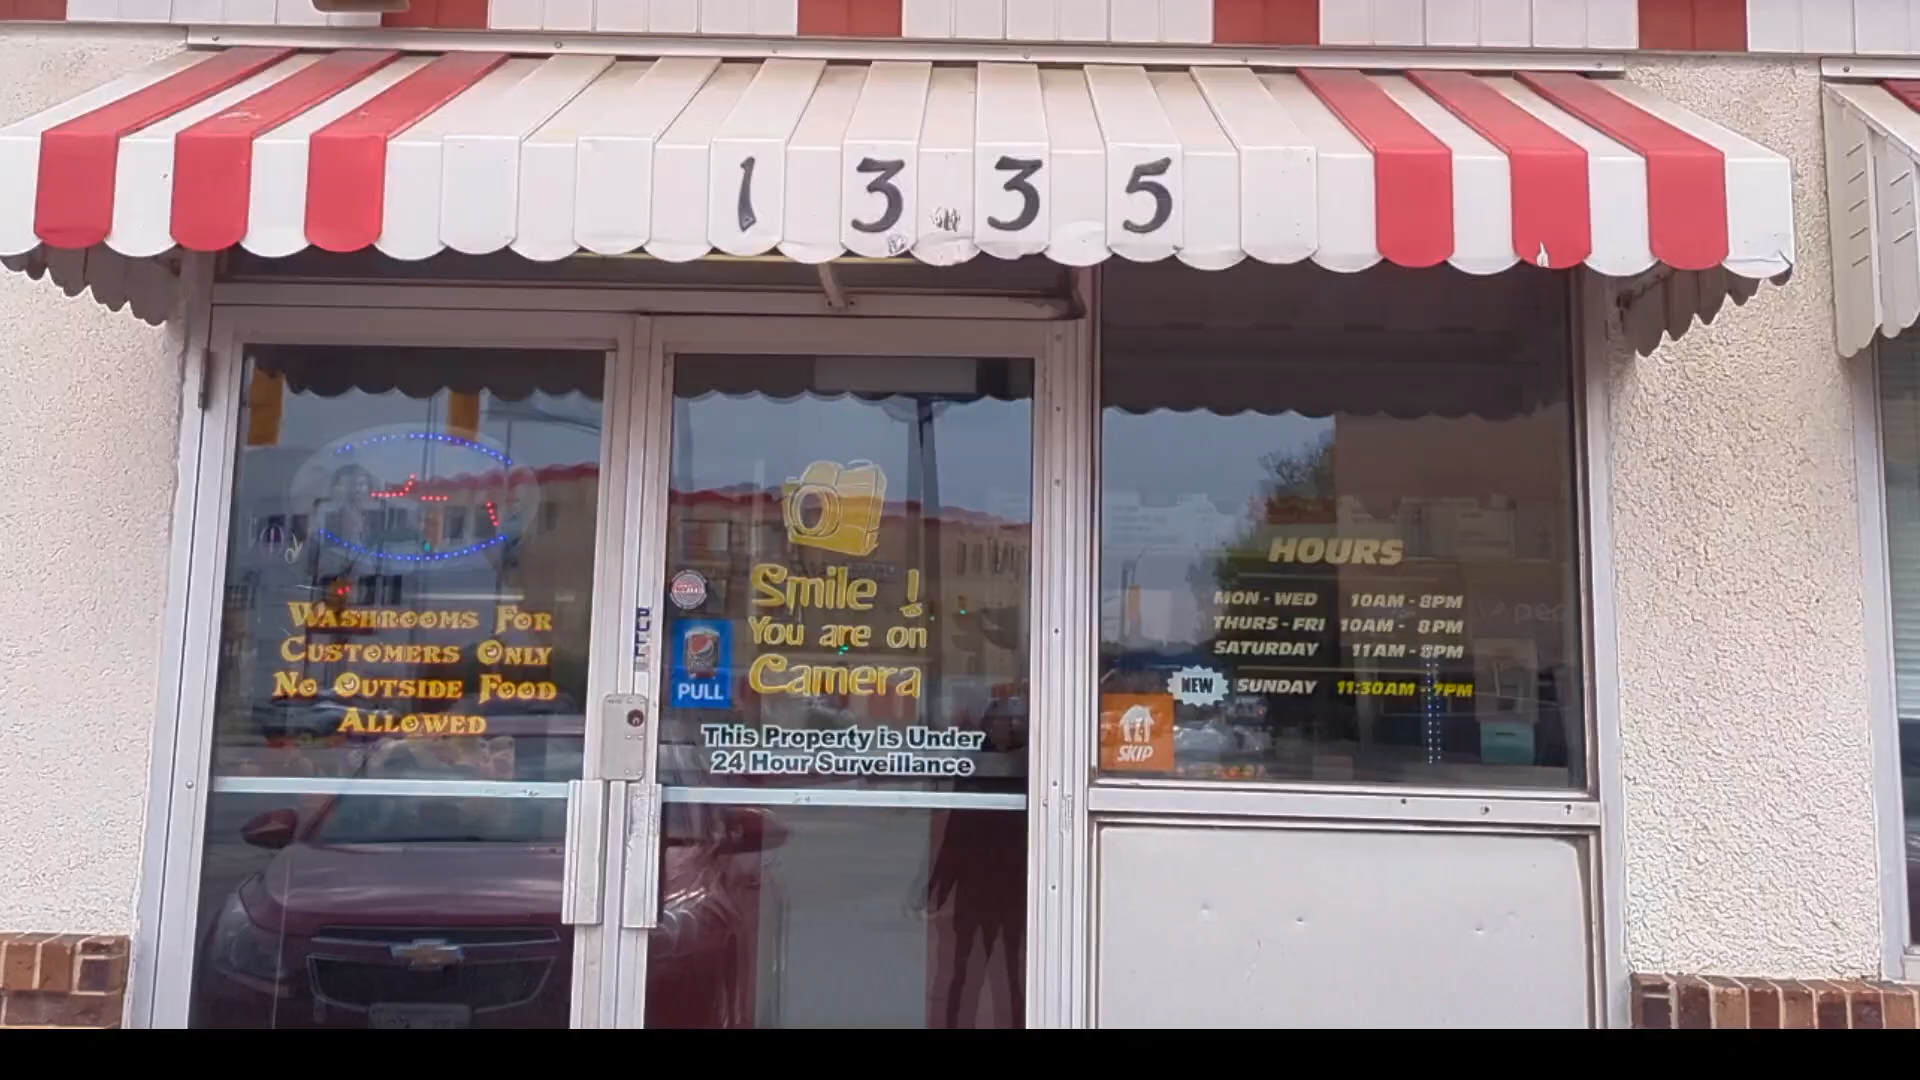 1335
WASHROOMS FOR
CUSTOMERS ONLY
NO OUTSIDE FOOD
ALLOWED
PULL
Smile !
You are on
Camera
This Property is Under
24 Hour Surveillance
HOURS
MON - WED 10AM - 8PM
THURS - FRI 10AM - 8PM
SATURDAY 11AM - 8PM
NEW SUNDAY 11:30AM - 7PM
SKIP